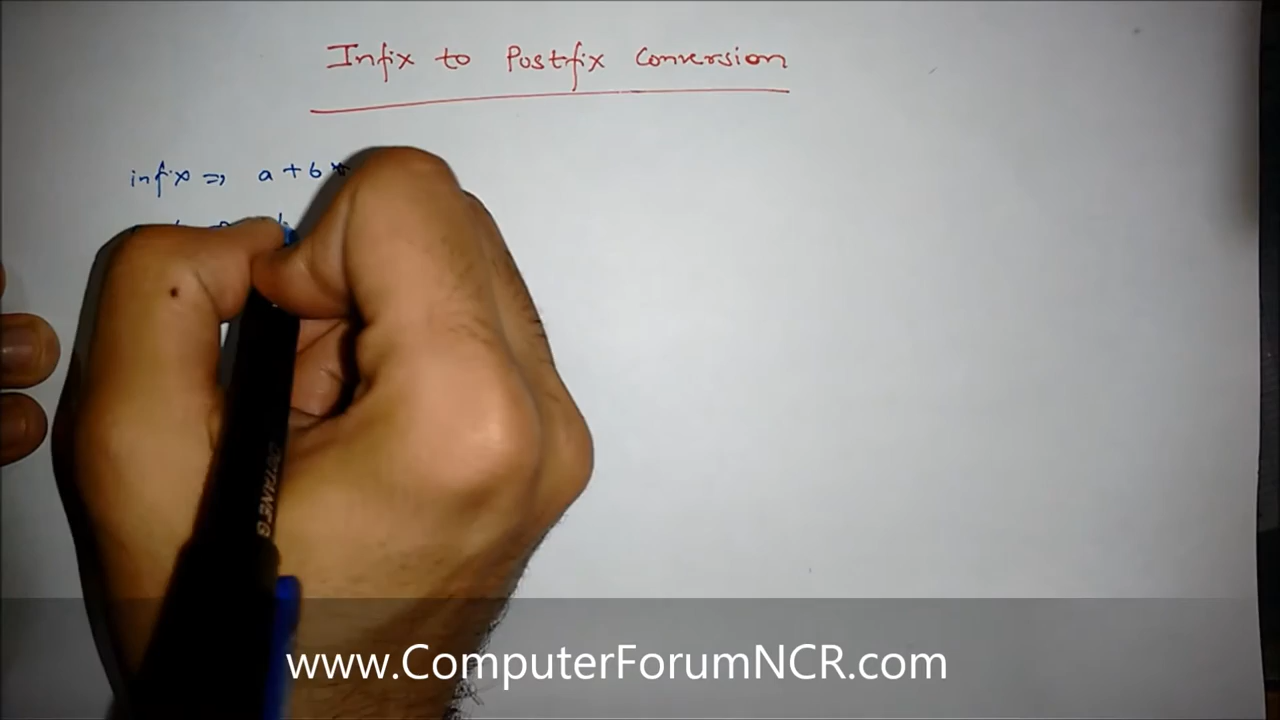 Infix to Postfix Conversion
infix => a + b *
www.ComputerForumNCR.com